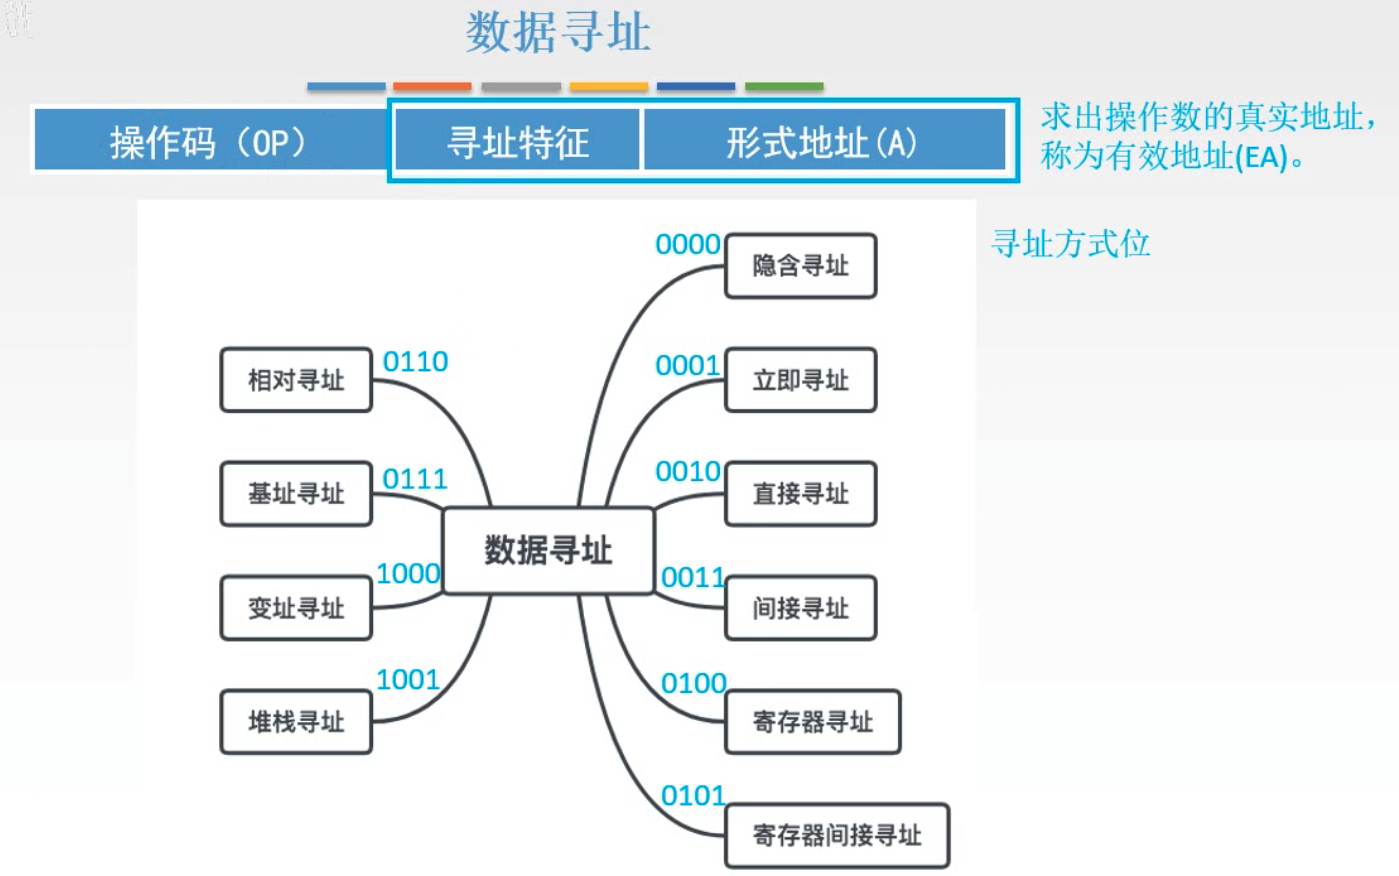 数据寻址
操作码（OP）
寻址特征
形式地址(A)
求出操作数的真实地址，
称为有效地址(EA)。
寻址方式位
0000
隐含寻址
0001
立即寻址
0010
直接寻址
0011
间接寻址
0100
寄存器寻址
0101
寄存器间接寻址
相对寻址
0110
基址寻址
0111
变址寻址
1000
堆栈寻址
1001
数据寻址